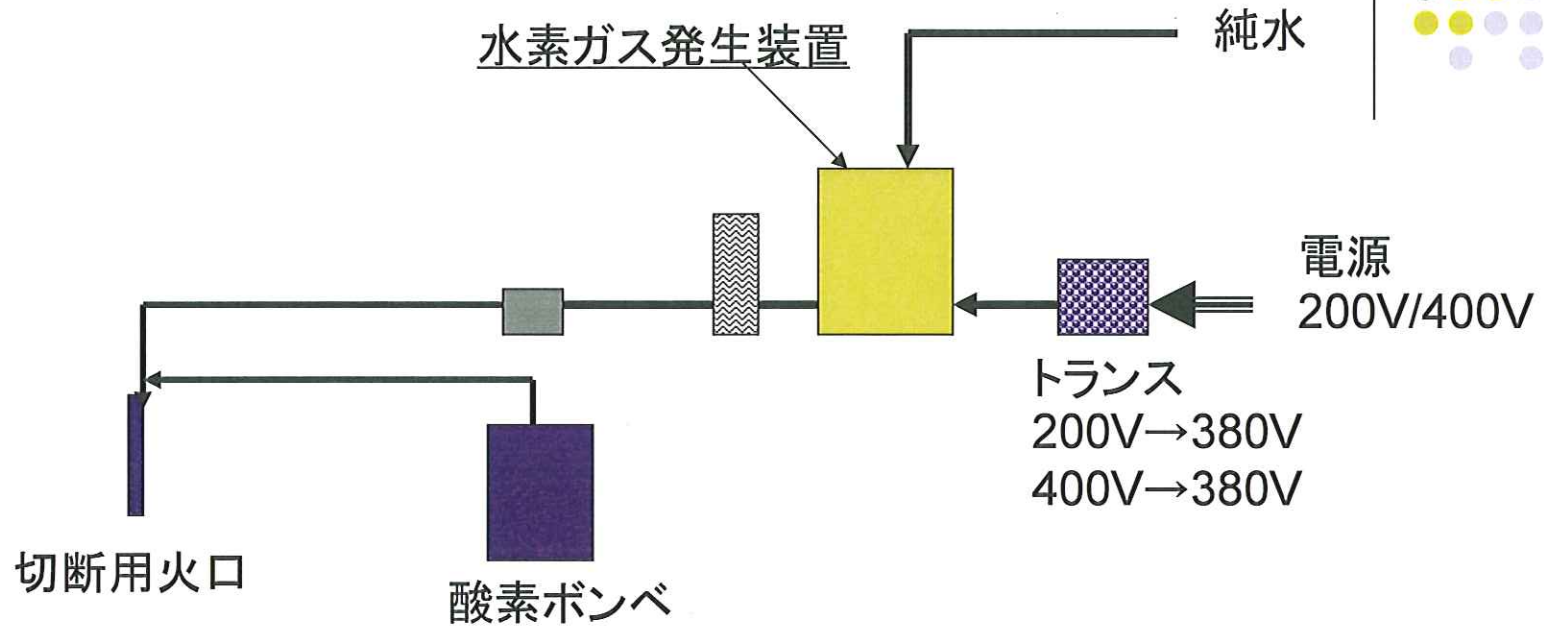 水素ガス発生装置
純水
電源
200V/400V
トランス
200V→380V
400V→380V
切断用火口
酸素ボンベ